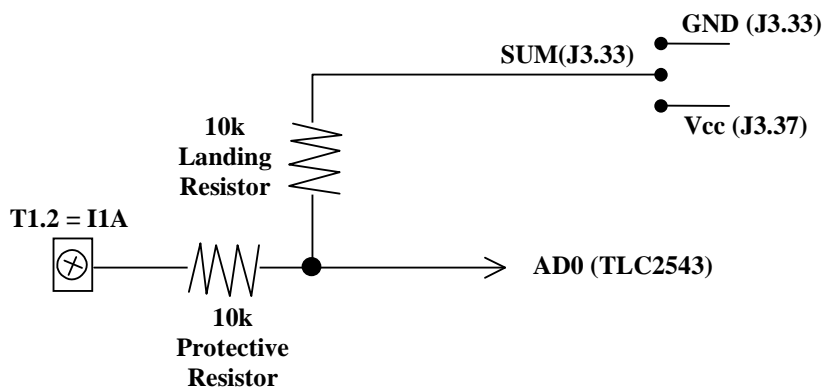 GND (J3.33)
SUM(J3.33)
Vcc (J3.37)
10k
Landing
Resistor
T1.2 = I1A
AD0 (TLC2543)
10k
Protective
Resistor